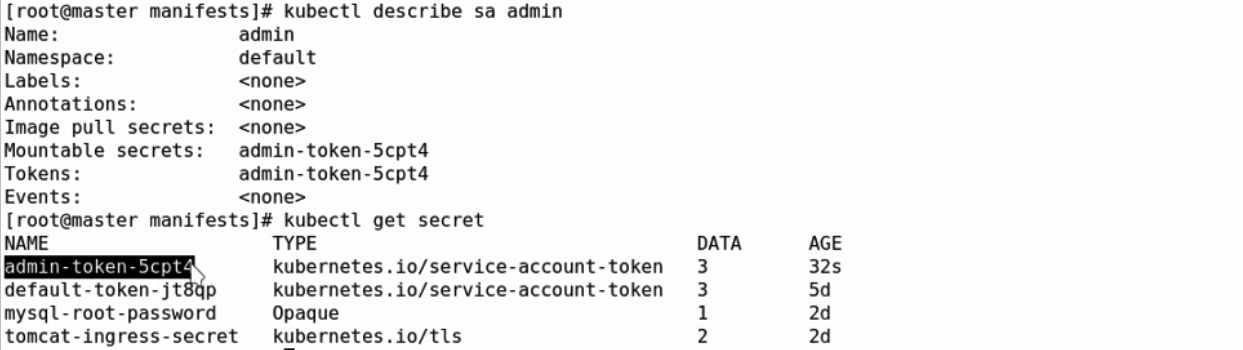 [root@master manifests]# kubectl describe sa admin
Name:                admin
Namespace:           default
Labels:              <none>
Annotations:         <none>
Image pull secrets:  <none>
Mountable secrets:   admin-token-5cpt4
Tokens:              admin-token-5cpt4
Events:              <none>
[root@master manifests]# kubectl get secret
NAME                    TYPE                                  DATA      AGE
admin-token-5cpt4       kubernetes.io/service-account-token   3         32s
default-token-jt8qp     kubernetes.io/service-account-token   3         5d
mysql-root-password     Opaque                                1         2d
tomcat-ingress-secret   kubernetes.io/tls                     2         2d